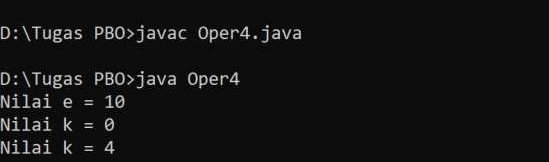 D:\Tugas PBO>javac Oper4.java
D:\Tugas PBO>java Oper4
Nilai e = 10
Nilai k = 0
Nilai k = 4